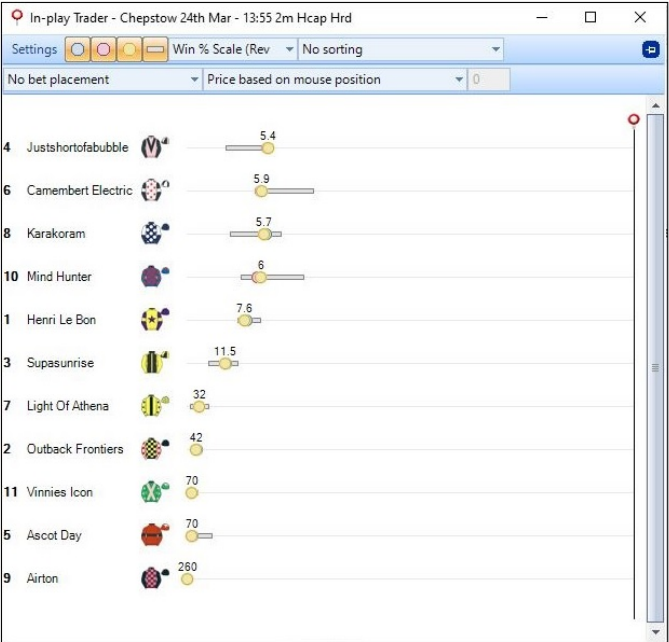 In-play Trader - Chepstow 24th Mar - 13:55 2m Hcap Hrd
Settings Win % Scale (Rev No sorting
No bet placement Price based on mouse position 0
4 Justshortofabubble 5.4
6 Camembert Electric 5.9
8 Karakoram 5.7
10 Mind Hunter 6
1 Henri Le Bon 7.6
3 Supasunrise 11.5
7 Light Of Athena 32
2 Outback Frontiers 42
11 Vinnies Icon 70
5 Ascot Day 70
9 Airton 260